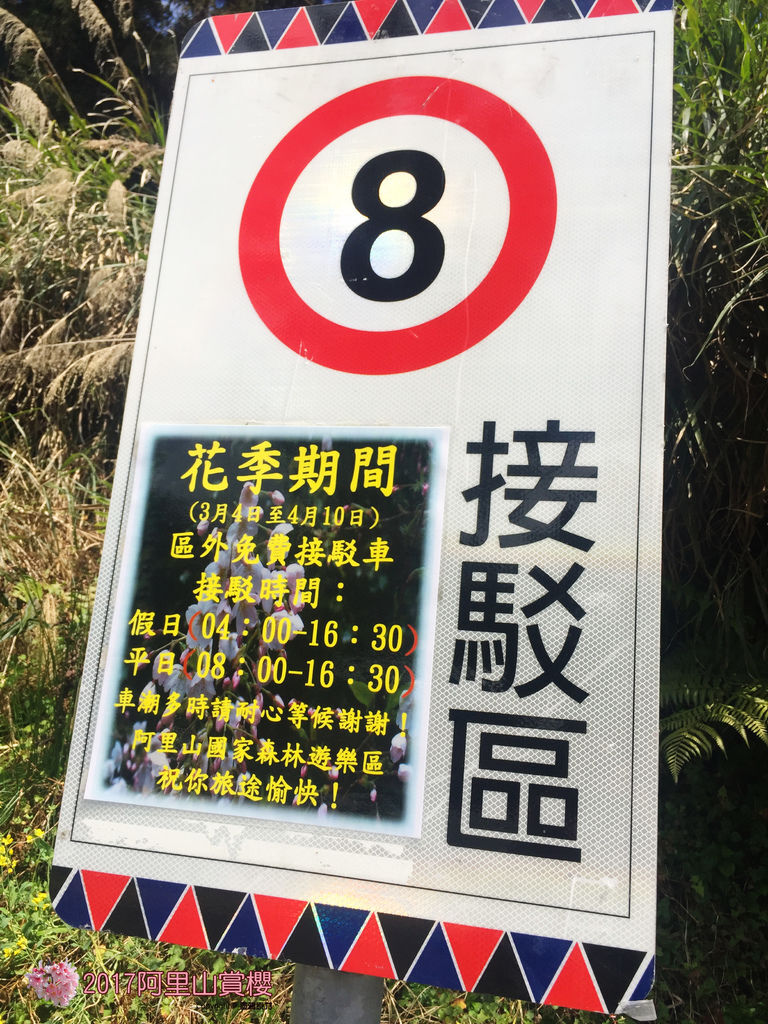 8
接駁區
花季期間
(3月4日至4月10日)
區外免費接駁車
接駁時間：
假日(04：00-16：30)
平日(08：00-16：30)
車潮多時請耐心等候謝謝！
阿里山國家森林遊樂區
祝你旅途愉快！
2017阿里山賞櫻